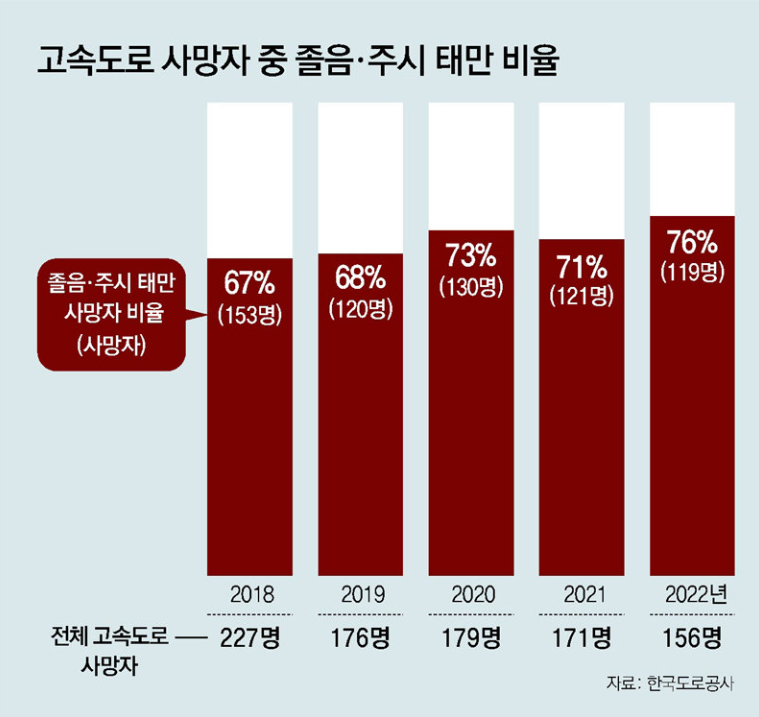 고속도로 사망자 중 졸음·주시 태만 비율
졸음·주시 태만
사망자 비율
(사망자)
67%
(153명)
68%
(120명)
73%
(130명)
71%
(121명)
76%
(119명)
2018 2019 2020 2021 2022년
전체 고속도로
사망자
227명 176명 179명 171명 156명
자료: 한국도로공사